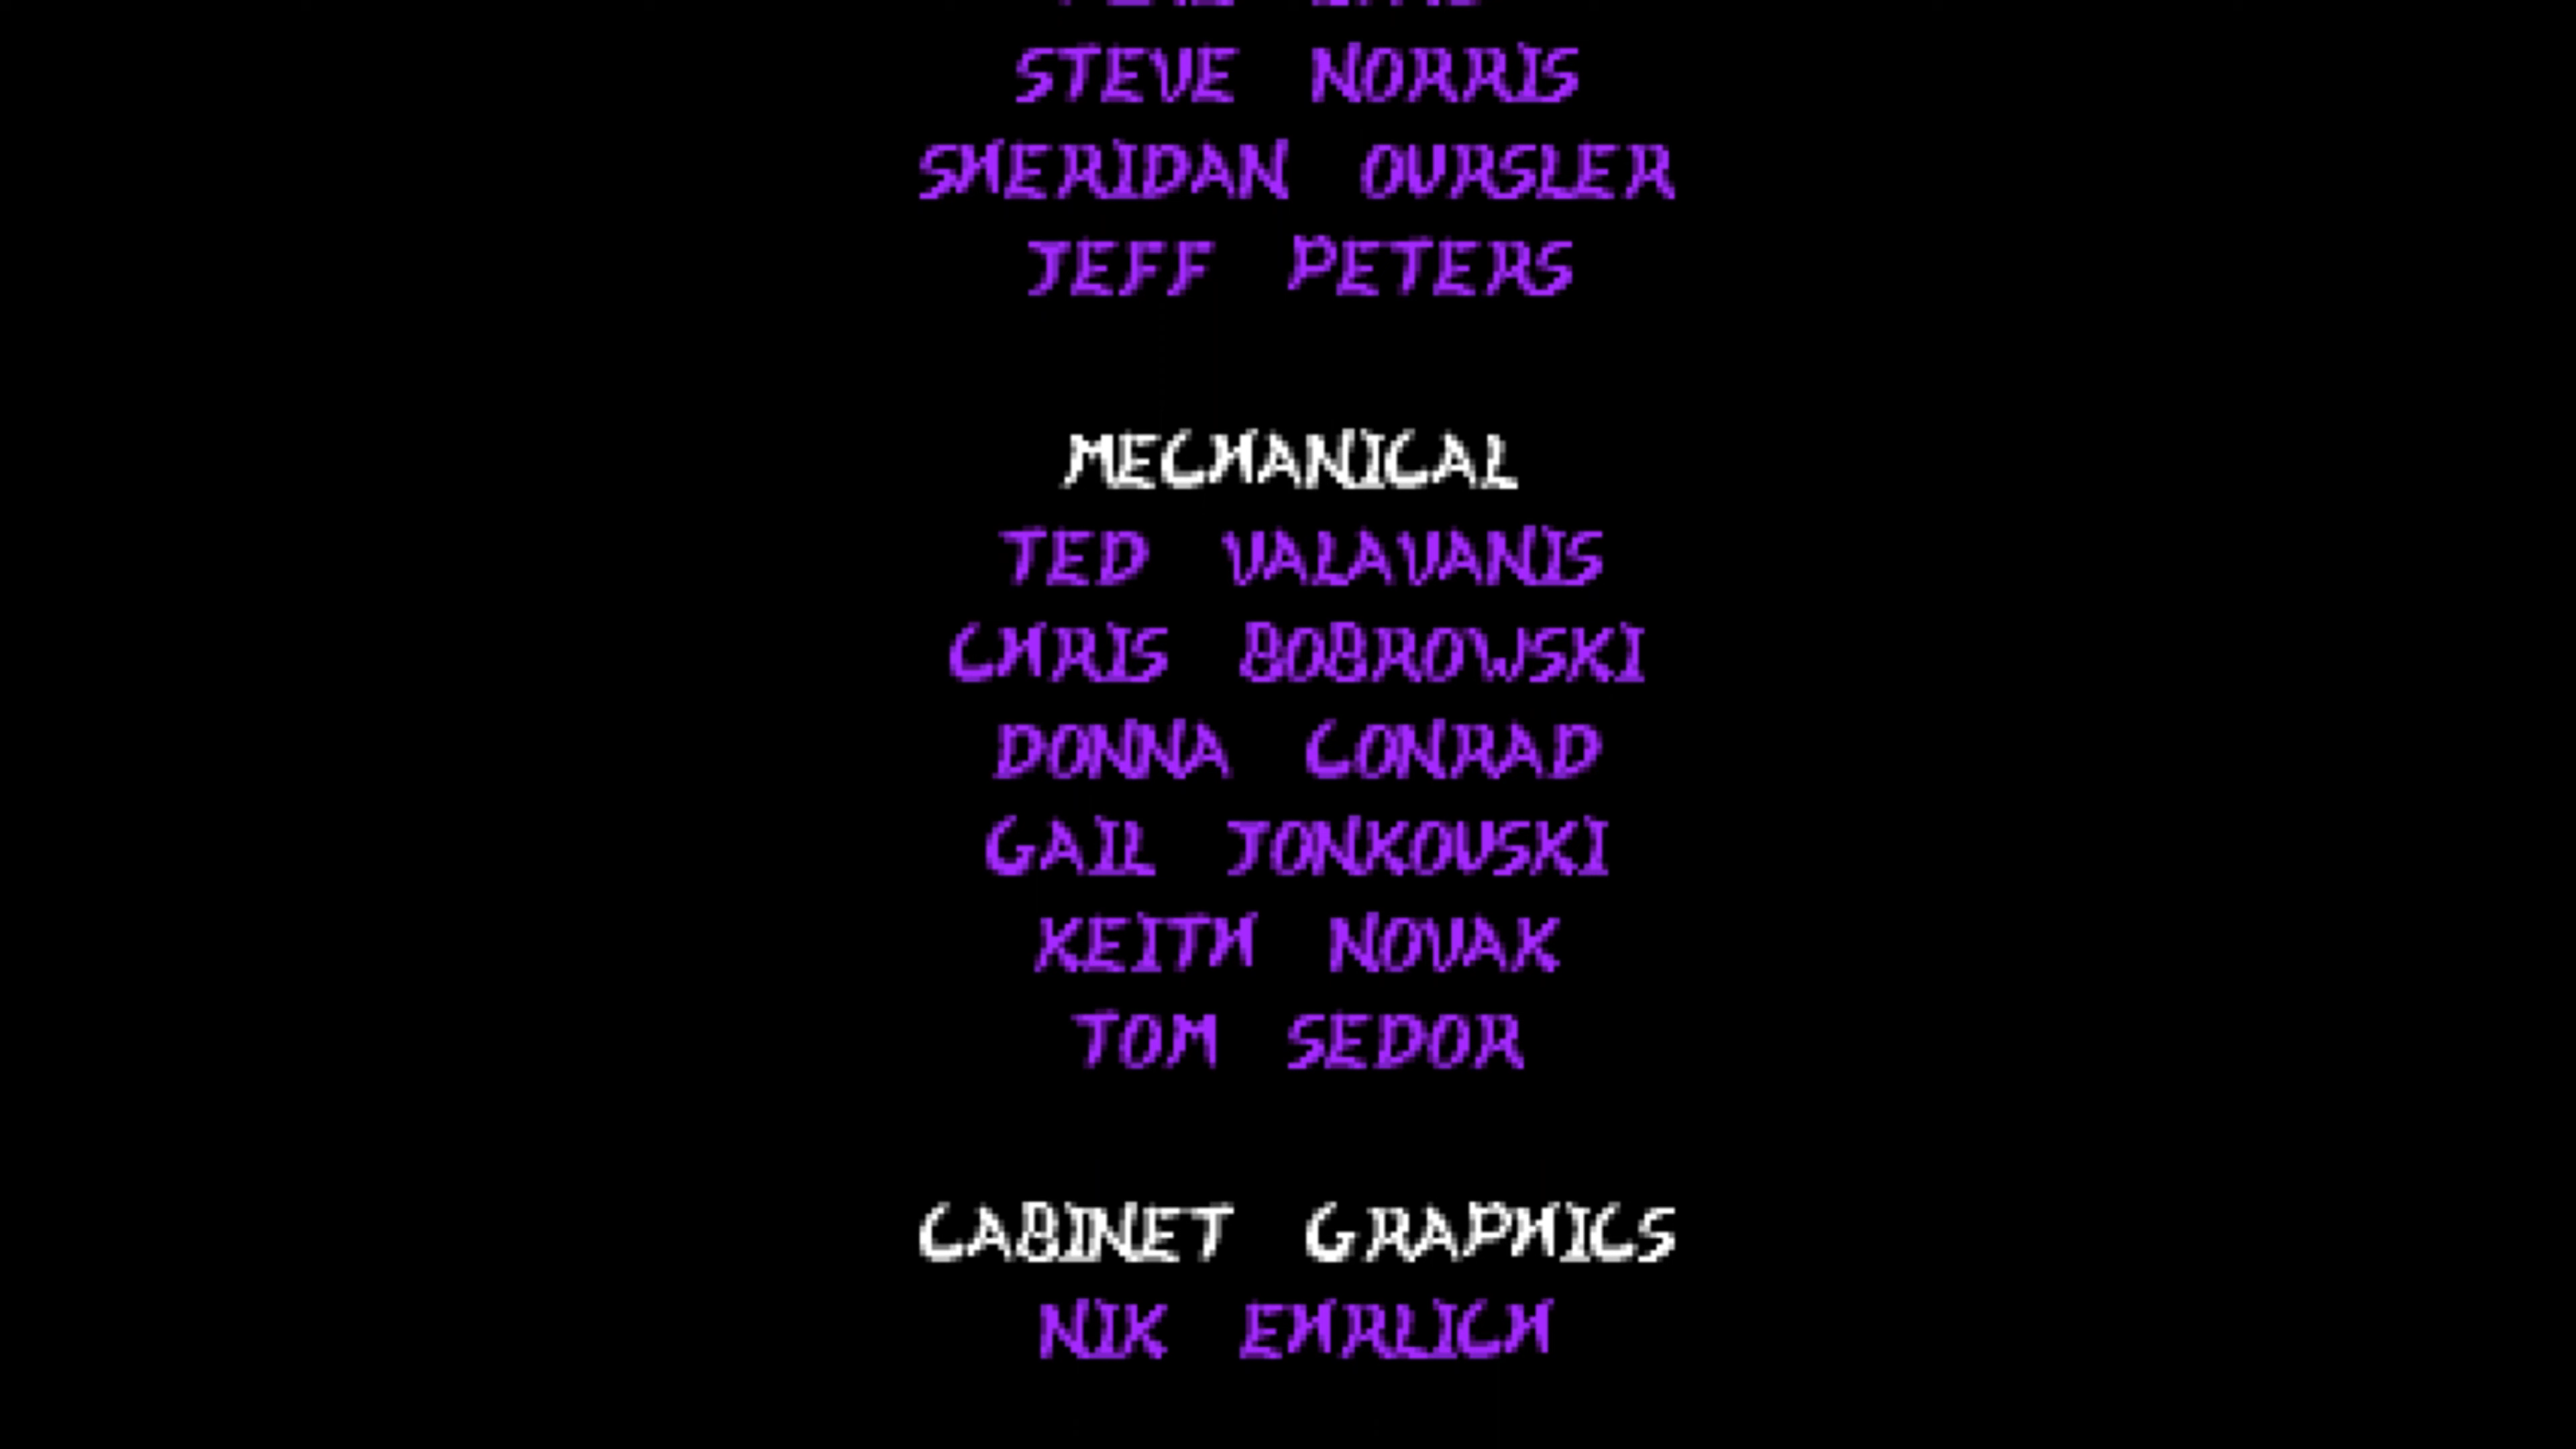 STEVE NORRIS
SHERIDAN OURSLER
JEFF PETERS
MECHANICAL
TED VALAVANIS
CHRIS BOBROWSKI
DONNA CONRAD
GAIL JONKOUSKI
KEITH NOVAK
TOM SEDOR
CABINET GRAPHICS
NIK EHRLICH